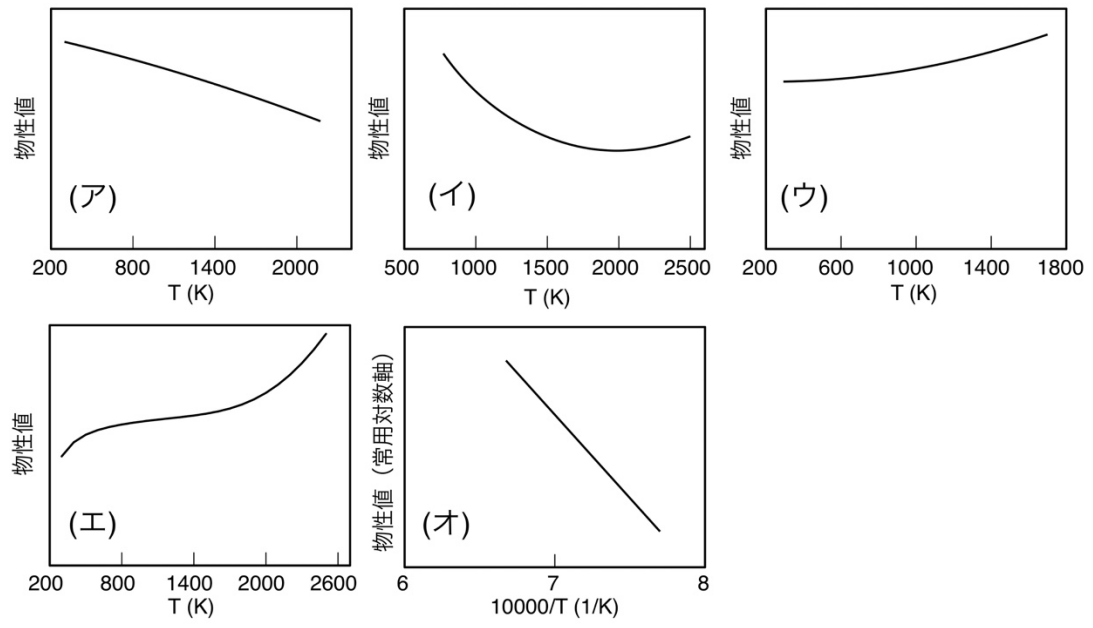 物性値
(ア)
200 800 1400 2000
T (K)
物性値
(イ)
500 1000 1500 2000 2500
T (K)
物性値
(ウ)
200 600 1000 1400 1800
T (K)
物性値
(エ)
200 800 1400 2000 2600
T (K)
物性値（常用対数軸）
(オ)
6 7 8
10000/T (1/K)